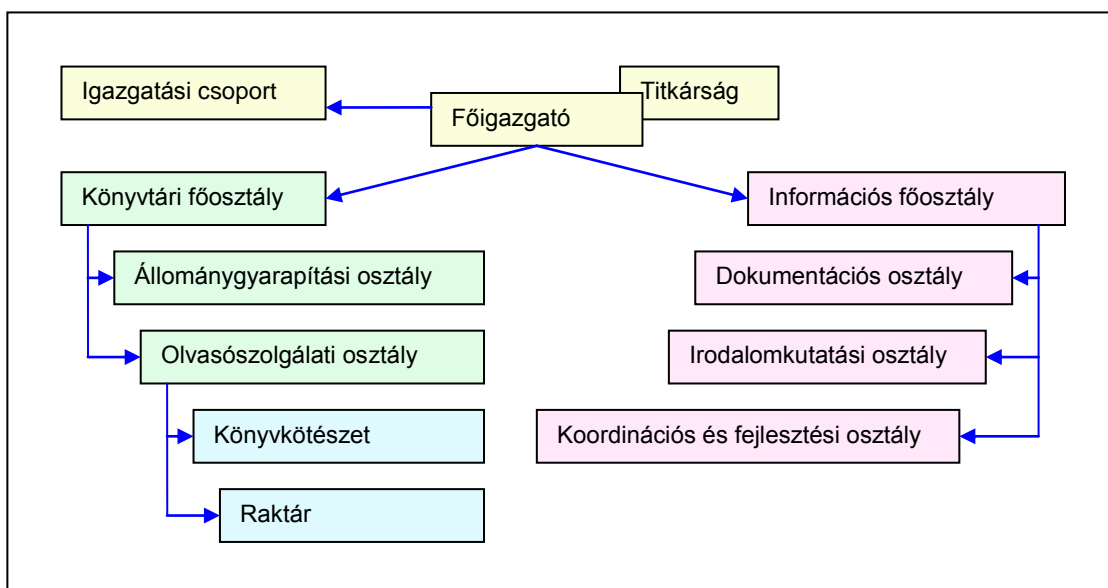 Igazgatási csoport
Titkárság
Főigazgató
Könyvtári főosztály
Információs főosztály
Állománygyarapítási osztály
Dokumentációs osztály
Olvasószolgálati osztály
Irodalomkutatási osztály
Könyvkötészet
Koordinációs és fejlesztési osztály
Raktár